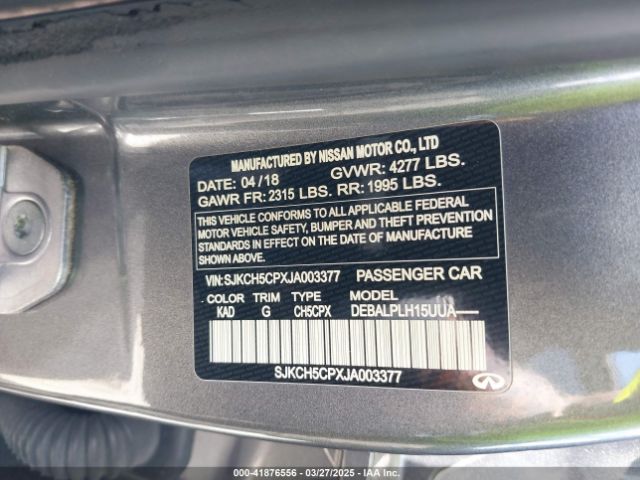 MANUFACTURED BY NISSAN MOTOR CO., LTD
DATE: 04/18 GVWR: 4277 LBS.
GAWR FR: 2315 LBS. RR: 1995 LBS.
THIS VEHICLE CONFORMS TO ALL APPLICABLE FEDERAL
MOTOR VEHICLE SAFETY, BUMPER AND THEFT PREVENTION
STANDARDS IN EFFECT ON THE DATE OF MANUFACTURE
SHOWN ABOVE.
VIN: SJKCH5CPXJA003377 PASSENGER CAR
COLOR TRIM TYPE MODEL
KAD G CH5CPX DEBALPLH15UUA-----
SJKCH5CPXJA003377
000-41876556 | 03/27/2025 | IAA Inc.